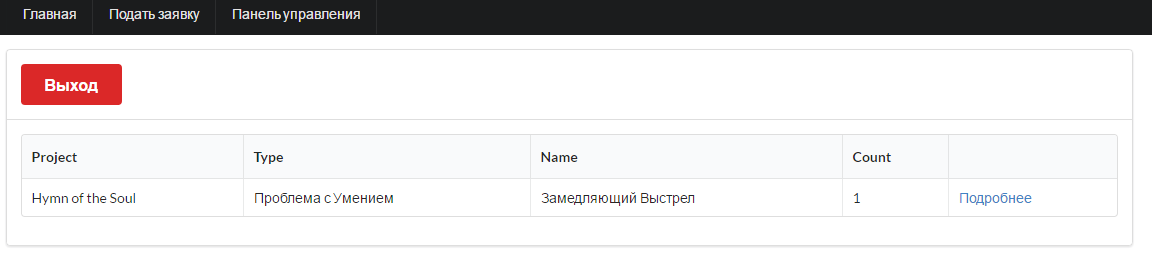 Главная Подать заявку Панель управления
Выход
Project Type Name Count
Hymn of the Soul Проблема с Умением Замедляющий Выстрел 1 Подробнее